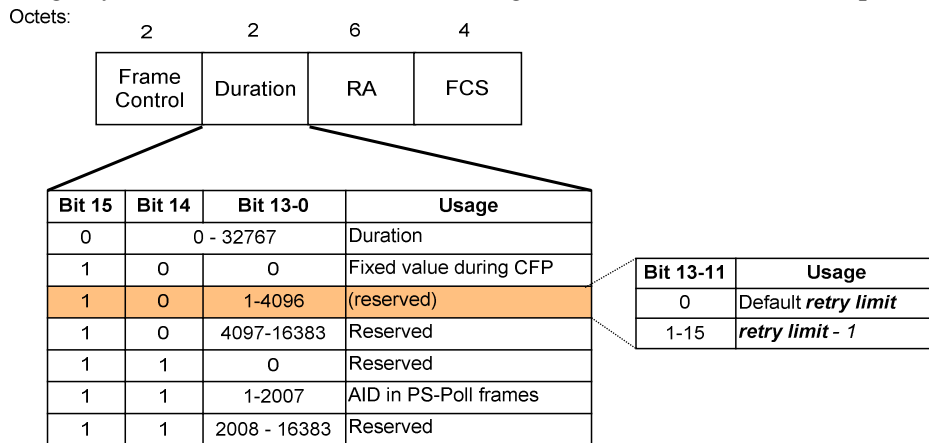 Octets:
2 2 6 4
Frame Control Duration RA FCS
Bit 15 Bit 14 Bit 13-0 Usage
0 0 - 32767 Duration
1 0 0 Fixed value during CFP
1 0 1-4096 (reserved)
1 0 4097-16383 Reserved
1 1 0 Reserved
1 1 1-2007 AID in PS-Poll frames
1 1 2008 - 16383 Reserved
Bit 13-11 Usage
0 Default retry limit
1-15 retry limit - 1